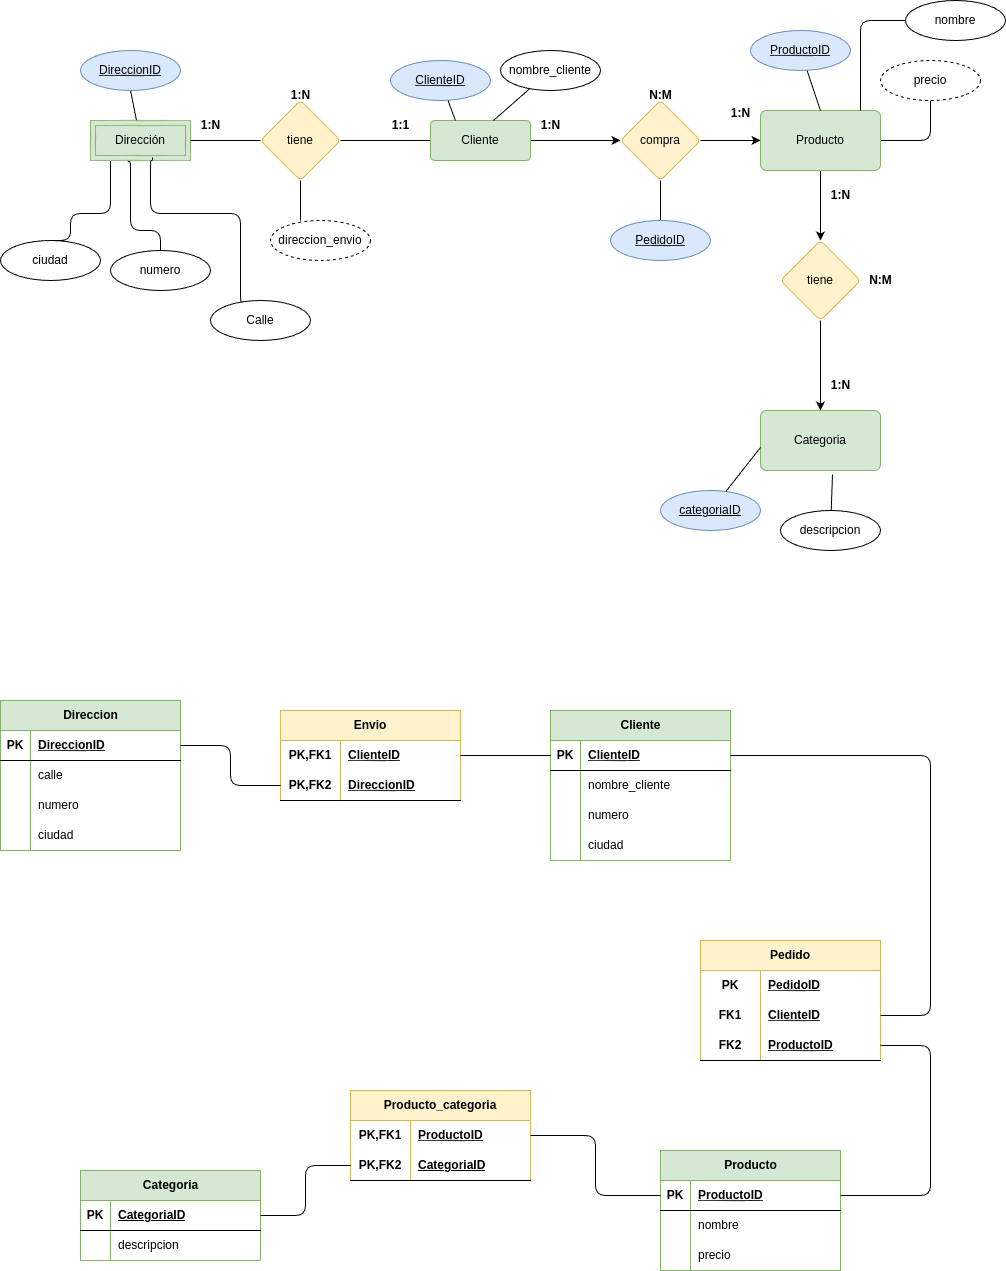 nombre
DireccionID
ClienteID
nombre_cliente
ProductoID
precio
1:N
N:M
1:N
1:N
1:1
1:N
Dirección
tiene
Cliente
compra
Producto
1:N
ciudad
numero
direccion_envio
PedidoID
tiene
N:M
Calle
1:N
Categoria
categoriaID
descripcion
Direccion
PK DireccionID
calle
numero
ciudad
Envio
PK,FK1 ClienteID
PK,FK2 DireccionID
Cliente
PK ClienteID
nombre_cliente
numero
ciudad
Pedido
PK PedidoID
FK1 ClienteID
FK2 ProductoID
Producto_categoria
PK,FK1 ProductoID
PK,FK2 CategoriaID
Categoria
PK CategoriaID
descripcion
Producto
PK ProductoID
nombre
precio